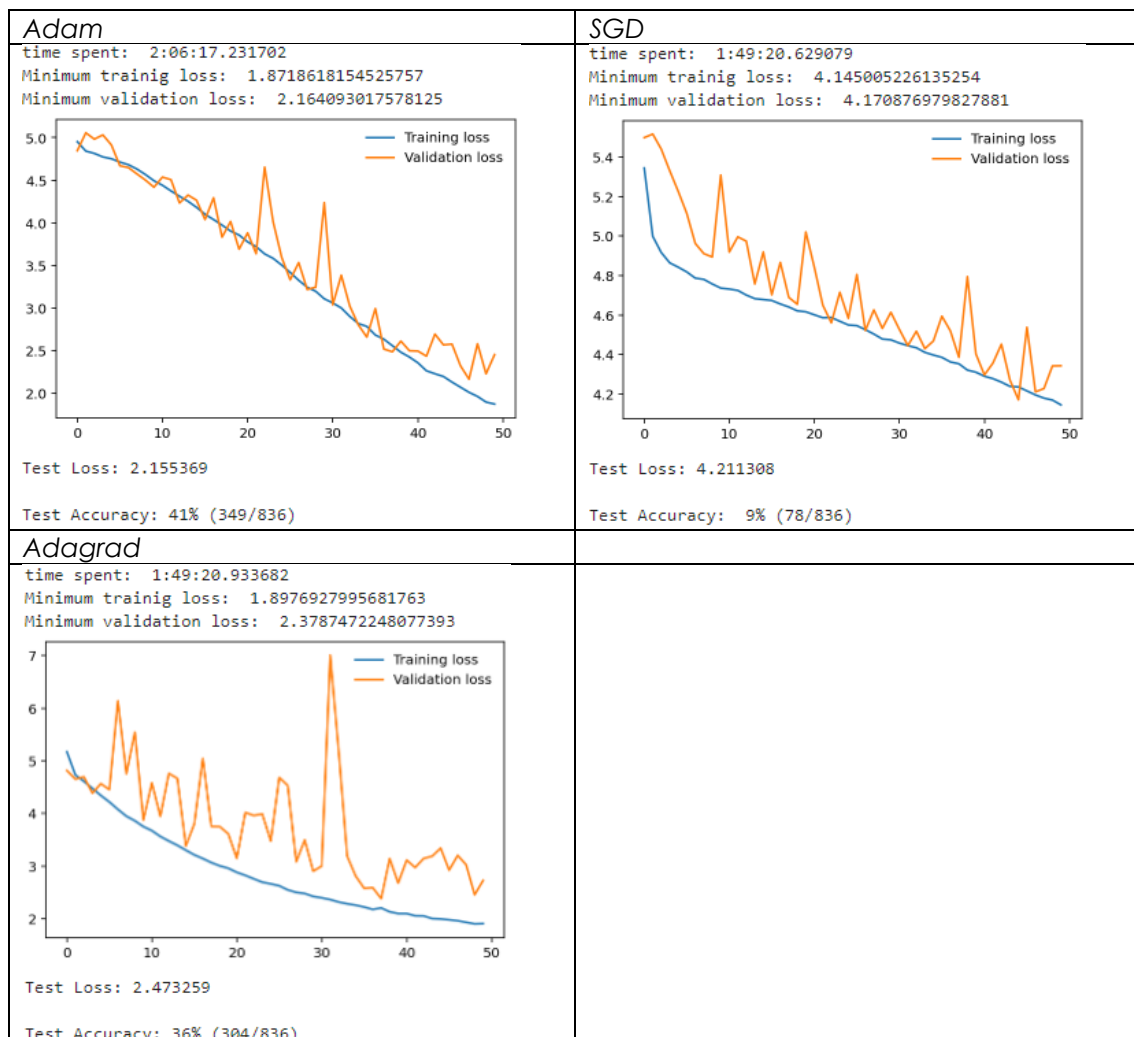 Adam
time spent:  2:06:17.231702
Minimum trainig loss:  1.8718618154525757
Minimum validation loss:  2.164093017578125
Training loss
Validation loss
5.0
4.5
4.0
3.5
3.0
2.5
2.0
0 10 20 30 40 50
Test Loss: 2.155369
Test Accuracy: 41% (349/836)
SGD
time spent:  1:49:20.629079
Minimum trainig loss:  4.145005226135254
Minimum validation loss:  4.170876979827881
Training loss
Validation loss
5.4
5.2
5.0
4.8
4.6
4.4
4.2
0 10 20 30 40 50
Test Loss: 4.211308
Test Accuracy:  9% (78/836)
Adagrad
time spent:  1:49:20.933682
Minimum trainig loss:  1.8976927995681763
Minimum validation loss:  2.3787472248077393
Training loss
Validation loss
7
6
5
4
3
2
0 10 20 30 40 50
Test Loss: 2.473259
Test Accuracy: 36% (304/836)